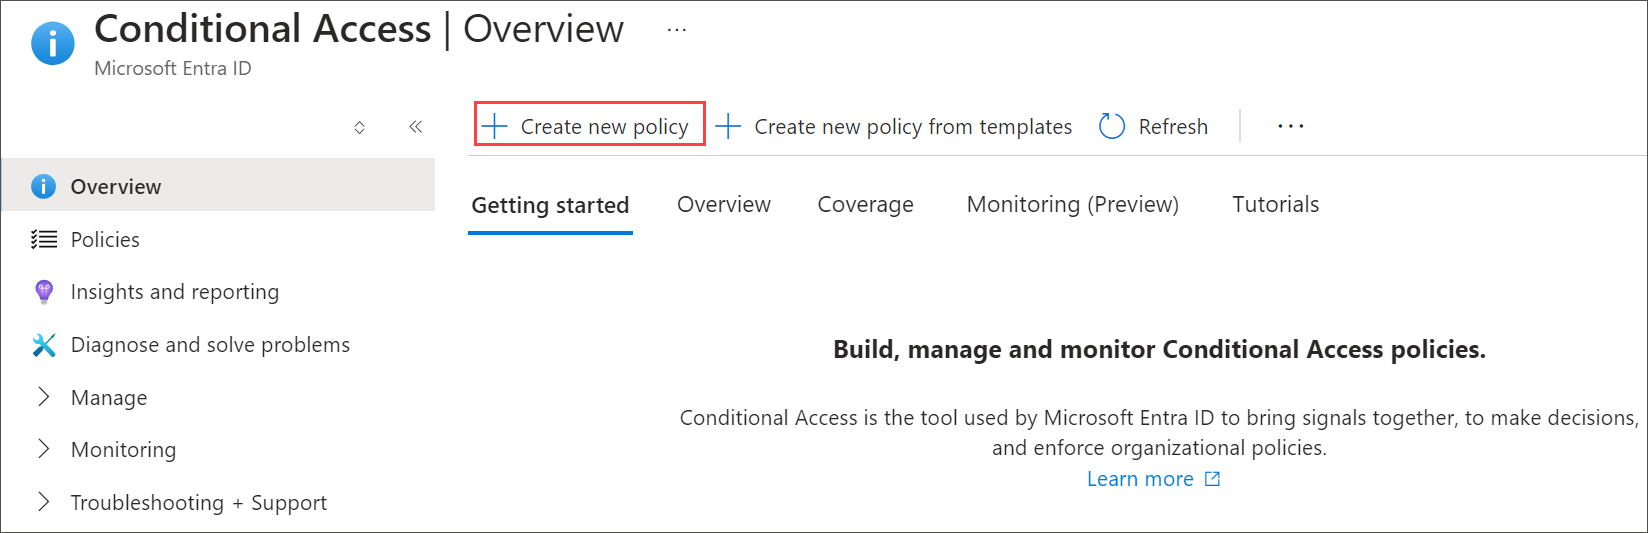 Conditional Access | Overview ...
Microsoft Entra ID
Create new policy
Create new policy from templates
Refresh
...
Overview
Policies
Insights and reporting
Diagnose and solve problems
Manage
Monitoring
Troubleshooting + Support
Getting started
Overview
Coverage
Monitoring (Preview)
Tutorials
Build, manage and monitor Conditional Access policies.
Conditional Access is the tool used by Microsoft Entra ID to bring signals together, to make decisions,
and enforce organizational policies.
Learn more